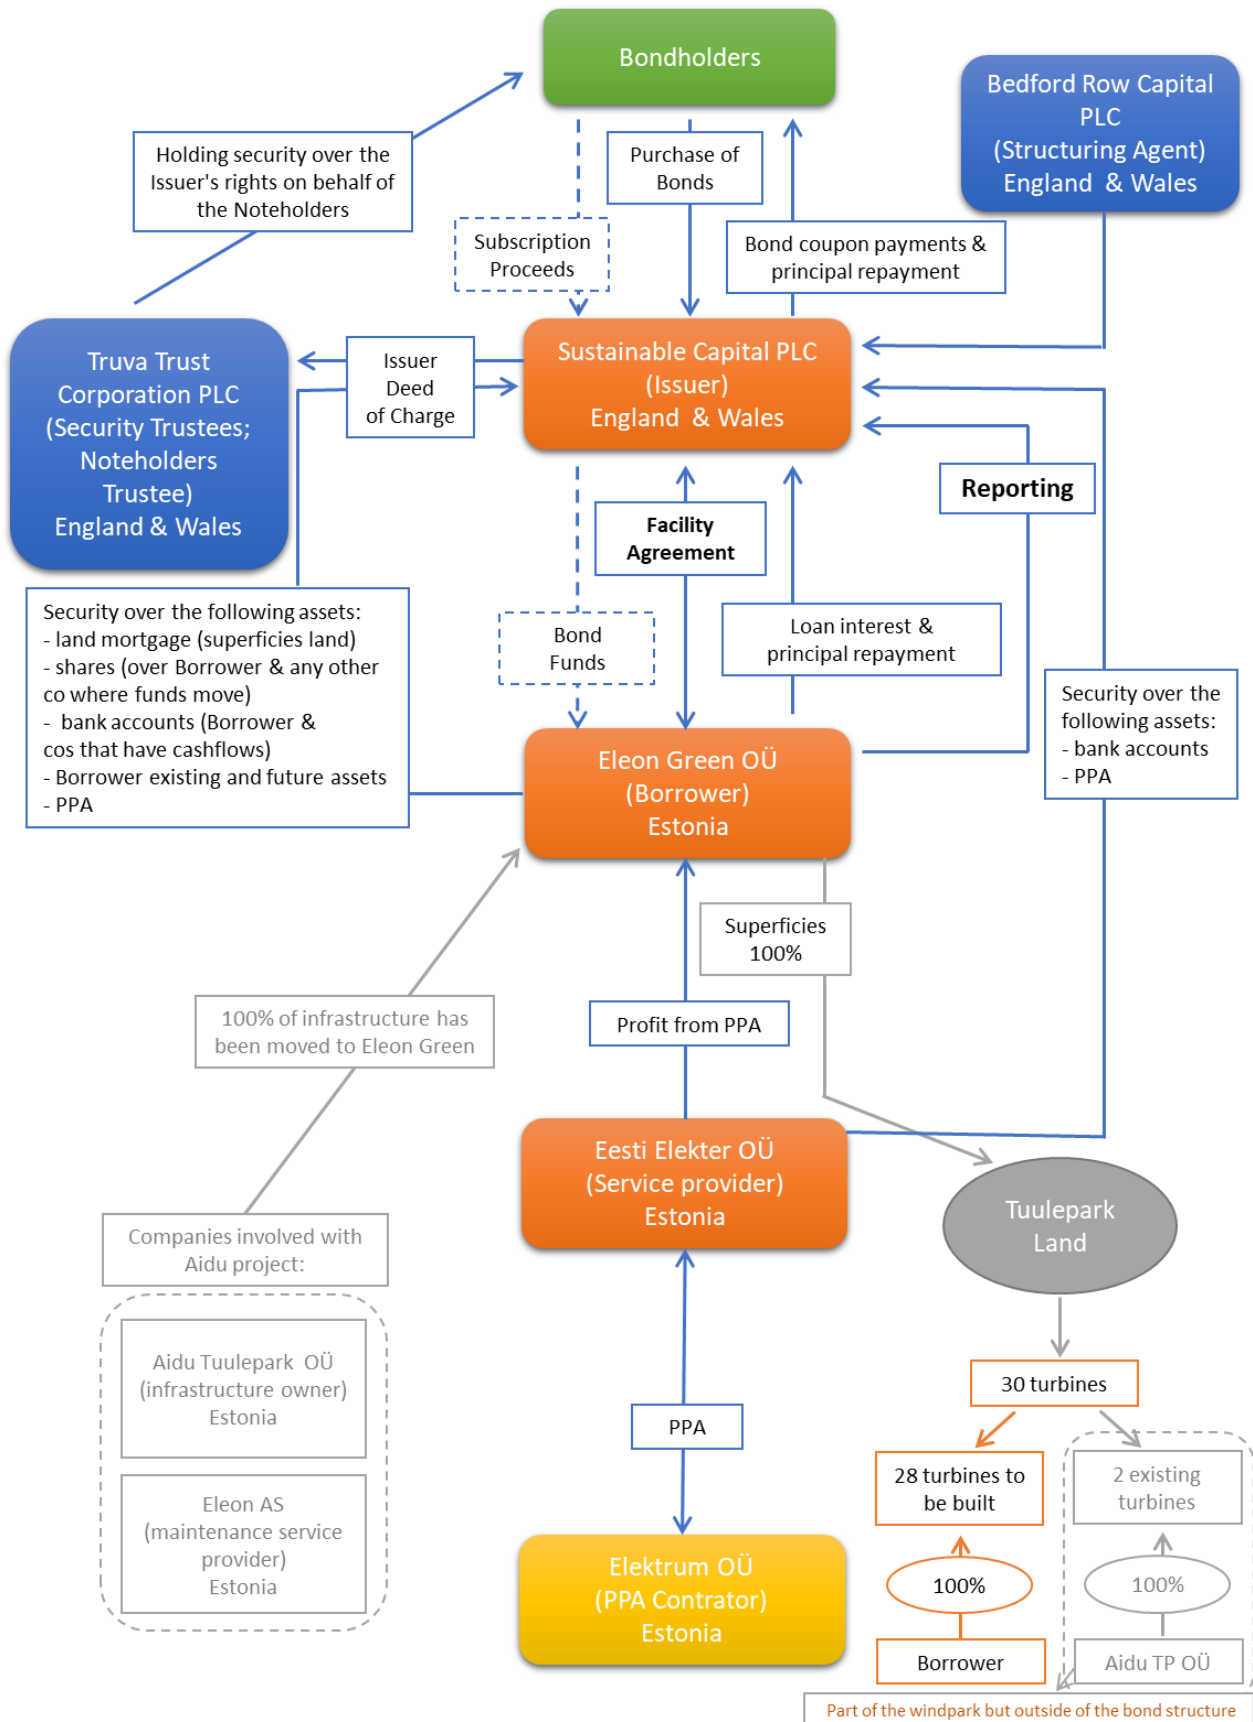 Bondholders
Bedford Row Capital
PLC
(Structuring Agent)
England & Wales
Holding security over the
Issuer's rights on behalf of
the Noteholders
Purchase of
Bonds
Subscription
Proceeds
Bond coupon payments &
principal repayment
Truva Trust
Corporation PLC
(Security Trustees;
Noteholders
Trustee)
England & Wales
Issuer
Deed
of Charge
Sustainable Capital PLC
(Issuer)
England & Wales
Reporting
Facility
Agreement
Security over the following assets:
- land mortgage (superficies land)
- shares (over Borrower & any other
co where funds move)
- bank accounts (Borrower &
cos that have cashflows)
- Borrower existing and future assets
- PPA
Bond
Funds
Loan interest &
principal repayment
Security over the
following assets:
- bank accounts
- PPA
Eleon Green OÜ
(Borrower)
Estonia
Superficies
100%
100% of infrastructure has
been moved to Eleon Green
Profit from PPA
Eesti Elekter OÜ
(Service provider)
Estonia
Tuulepark
Land
Companies involved with
Aidu project:
Aidu Tuulepark OÜ
(infrastructure owner)
Estonia
Eleon AS
(maintenance service
provider)
Estonia
PPA
30 turbines
28 turbines to
be built
2 existing
turbines
Elektrum OÜ
(PPA Contrator)
Estonia
100%
100%
Borrower
Aidu TP OÜ
Part of the windpark but outside of the bond structure